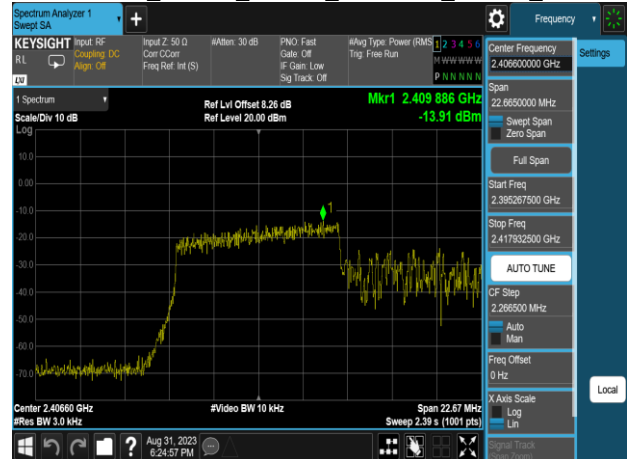 Spectrum Analyzer 1
Swept SA
+
Frequency
KEYSIGHT
RL
LXI
Input: RF
Coupling: DC
Align: Off
Input Z: 50 Ω
Corr CCorr
Freq Ref: Int (S)
#Atten: 30 dB
PNO: Fast
Gate: Off
IF Gain: Low
Sig Track: Off
#Avg Type: Power (RMS
Trig: Free Run
1 2 3 4 5 6
M W W W W W
P N N N N N
1 Spectrum
Scale/Div 10 dB
Log
Ref Lvl Offset 8.26 dB
Ref Level 20.00 dBm
Mkr1 2.409 886 GHz
-13.91 dBm
10.0
0.00
-10.0
-20.0
-30.0
-40.0
-50.0
-60.0
-70.0
1
Center 2.40660 GHz
#Res BW 3.0 kHz
#Video BW 10 kHz
Span 22.67 MHz
Sweep 2.39 s (1001 pts)
?
Aug 31, 2023
6:24:57 PM
Center Frequency
2.406600000 GHz
Span
22.6650000 MHz
Swept Span
Zero Span
Full Span
Start Freq
2.395267500 GHz
Stop Freq
2.417932500 GHz
AUTO TUNE
CF Step
2.266500 MHz
Auto
Man
Freq Offset
0 Hz
X Axis Scale
Log
Lin
Signal Track
(Span Zoom)
Settings
Local